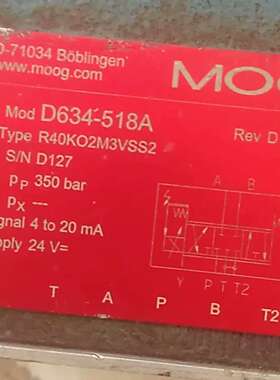 D-71034 Böblingen
www.moog.com
MOO
Mod D634-518A
Type R40KO2M3VSS2
Rev D
S/N D127
pP 350 bar
pX ---
gnal 4 to 20 mA
pply 24 V=
A B
Y P T T2
T A P B T2